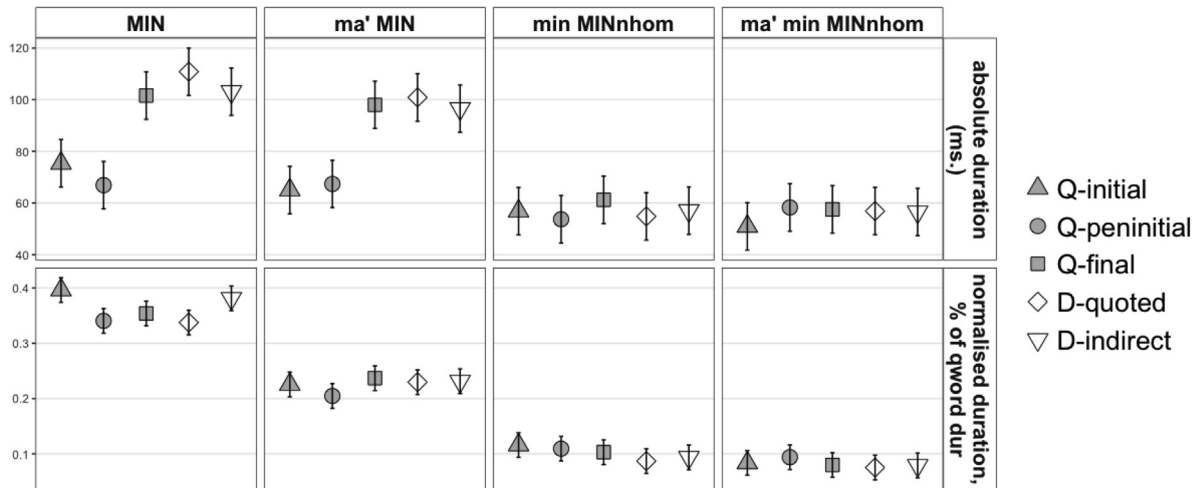 MIN
ma' MIN
min MINnhom
ma' min MINnhom
120
100
80
60
40
absolute duration
(ms.)
0.4
0.3
0.2
0.1
normalised duration,
% of qword dur
Q-initial
Q-peninitial
Q-final
D-quoted
D-indirect